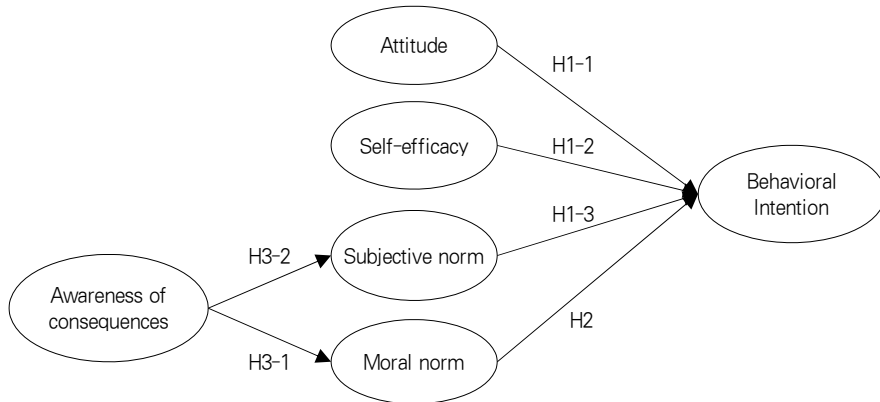 Attitude
H1-1
Self-efficacy
H1-2
Behavioral
Intention
H1-3
Subjective norm
H3-2
Awareness of
consequences
H2
H3-1
Moral norm